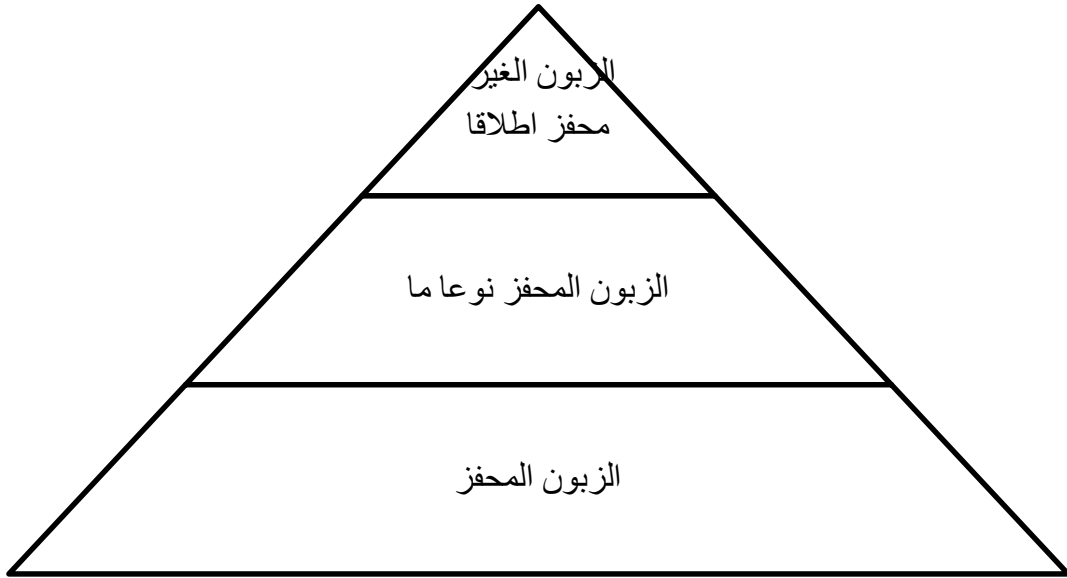 الزبون الغير
محفز اطلاقا
الزبون المحفز نوعا ما
الزبون المحفز